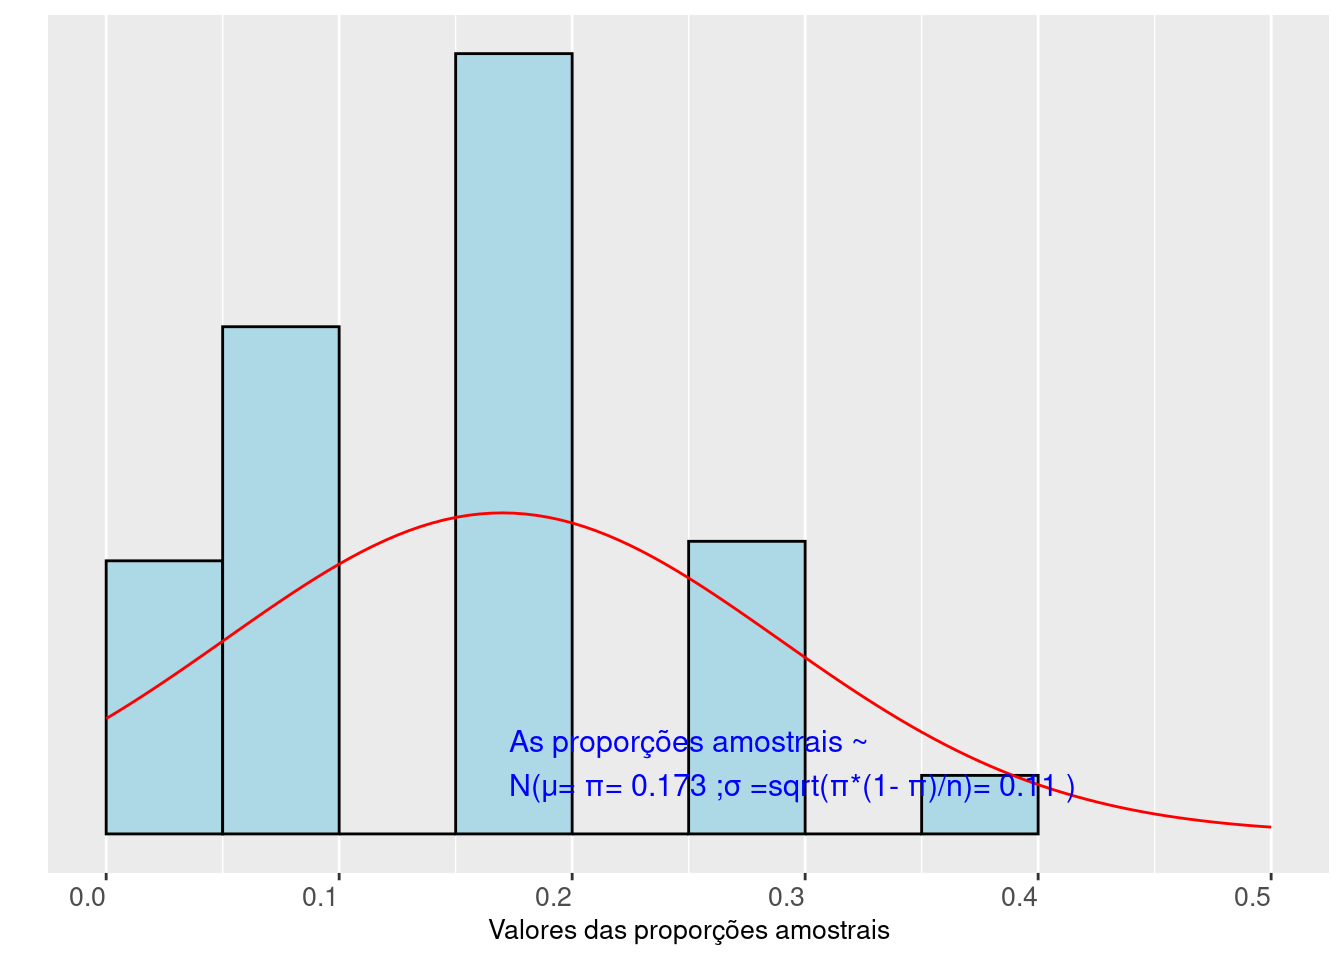 As proporções amostrais ~
N(μ= π= 0.173 ;σ =sqrt(π*(1- π)/n)= 0.11 )
0.0 0.1 0.2 0.3 0.4 0.5
Valores das proporções amostrais